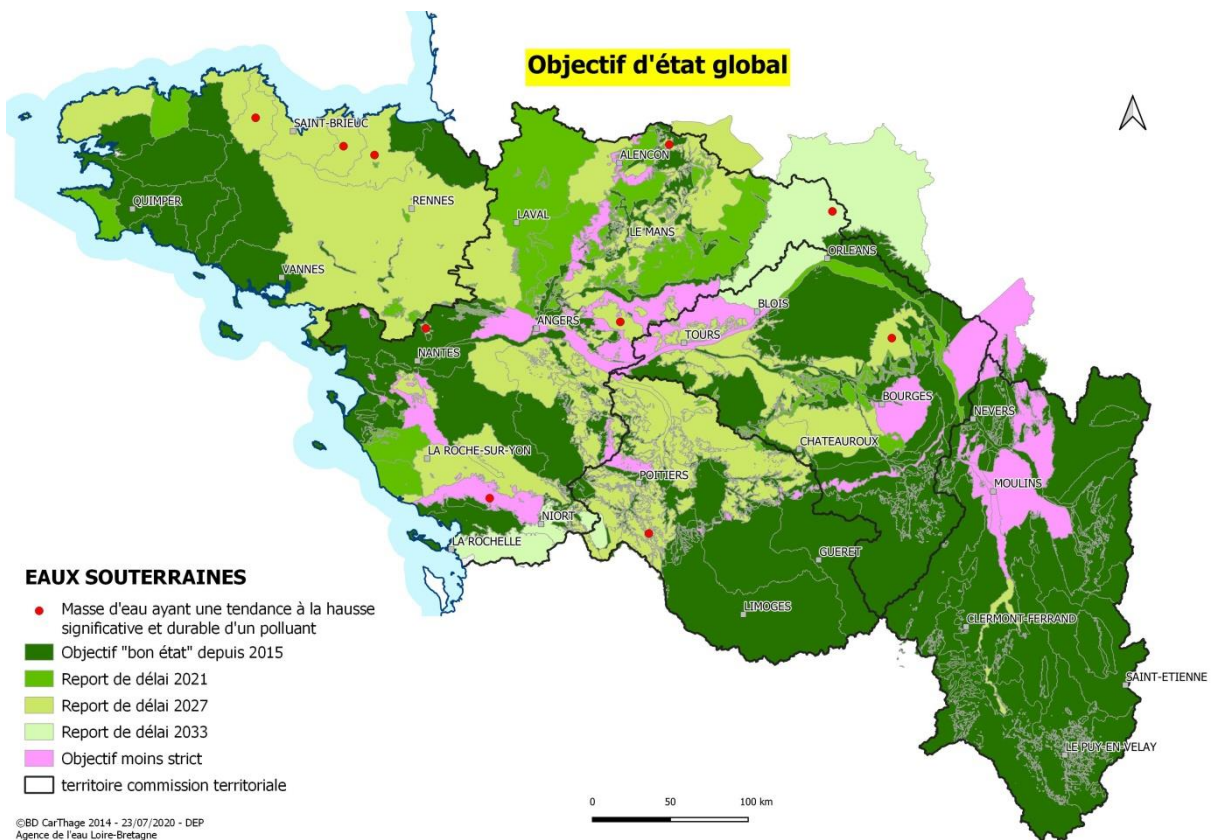 Objectif d'état global
SAINT-BRIEUC
ALENCON
QUIMPER
RENNES
LAVAL
LE MANS
ORLEANS
VANNES
BLOIS
ANGERS
TOURS
NANTES
BOURGES
NEVERS
CHATEAUROUX
LA ROCHE-SUR-YON
POITIERS
MOULINS
NIORT
LA ROCHELLE
GUERET
LIMOGES
CLERMONT-FERRAND
SAINT-ETIENNE
LE PUY-EN-VELAY
EAUX SOUTERRAINES
Masse d'eau ayant une tendance à la hausse
significative et durable d'un polluant
Objectif "bon état" depuis 2015
Report de délai 2021
Report de délai 2027
Report de délai 2033
Objectif moins strict
territoire commission territoriale
0 50 100 km
©BD CarThage 2014 - 23/07/2020 - DEP
Agence de l'eau Loire-Bretagne